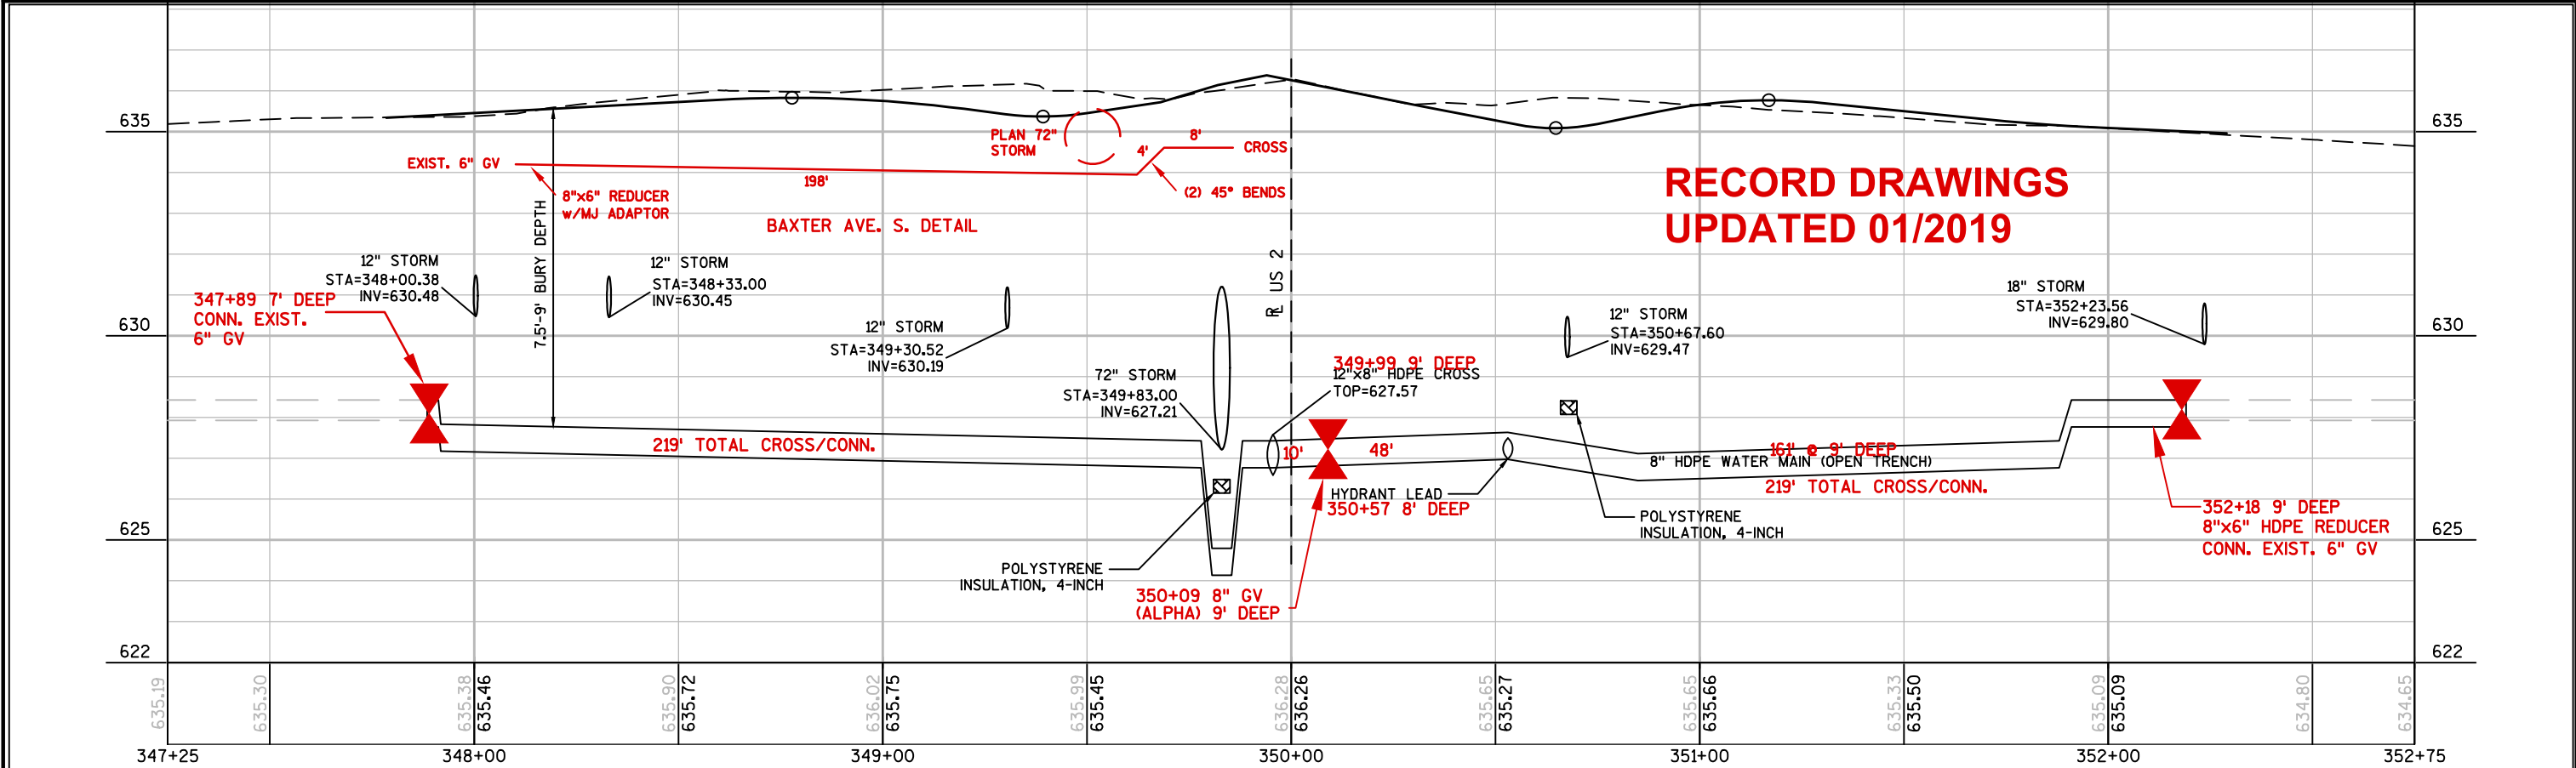 635
635
PLAN 72"
STORM
8'
4'
CROSS
EXIST. 6" GV
198'
8"x6" REDUCER
w/MJ ADAPTOR
(2) 45° BENDS
BAXTER AVE. S. DETAIL
RECORD DRAWINGS
UPDATED 01/2019
7.5'-9' BURY DEPTH
US 2
12" STORM
STA=348+00.38
INV=630.48
12" STORM
STA=348+33.00
INV=630.45
347+89 7' DEEP
CONN. EXIST.
6" GV
630
630
12" STORM
STA=349+30.52
INV=630.19
72" STORM
STA=349+83.00
INV=627.21
349+99 9' DEEP
12"x8" HDPE CROSS
TOP=627.57
12" STORM
STA=350+67.60
INV=629.47
18" STORM
STA=352+23.56
INV=629.80
219' TOTAL CROSS/CONN.
10'
48'
161' @ 9' DEEP
8" HDPE WATER MAIN (OPEN TRENCH)
219' TOTAL CROSS/CONN.
HYDRANT LEAD
350+57 8' DEEP
POLYSTYRENE
INSULATION, 4-INCH
352+18 9' DEEP
8"x6" HDPE REDUCER
CONN. EXIST. 6" GV
625
625
POLYSTYRENE
INSULATION, 4-INCH
350+09 8" GV
(ALPHA) 9' DEEP
622
622
635.19
635.30
635.38
635.46
635.90
635.72
636.02
635.75
635.99
635.45
636.28
636.26
635.65
635.27
635.65
635.66
635.33
635.50
635.09
635.09
634.80
634.65
347+25
348+00
349+00
350+00
351+00
352+00
352+75